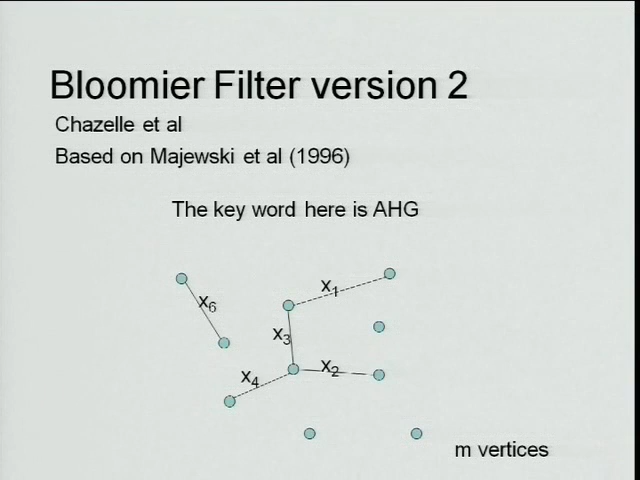 Bloomier Filter version 2
Chazelle et al
Based on Majewski et al (1996)
The key word here is AHG
x1
x6
x3
x2
x4
m vertices